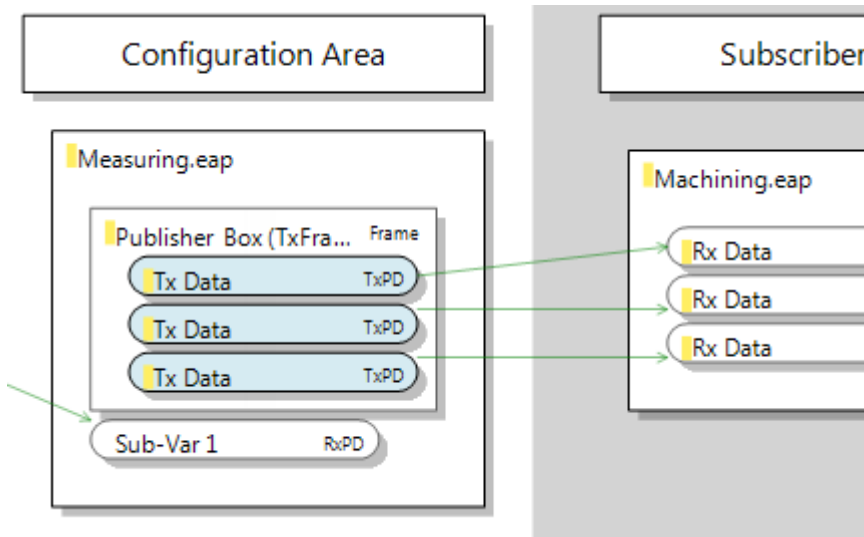 Configuration Area
Subscriber
Measuring.eap
Machining.eap
Publisher Box (TxFra... Frame
Tx Data TxPD
Tx Data TxPD
Tx Data TxPD
Rx Data
Rx Data
Rx Data
Sub-Var 1 RxPD